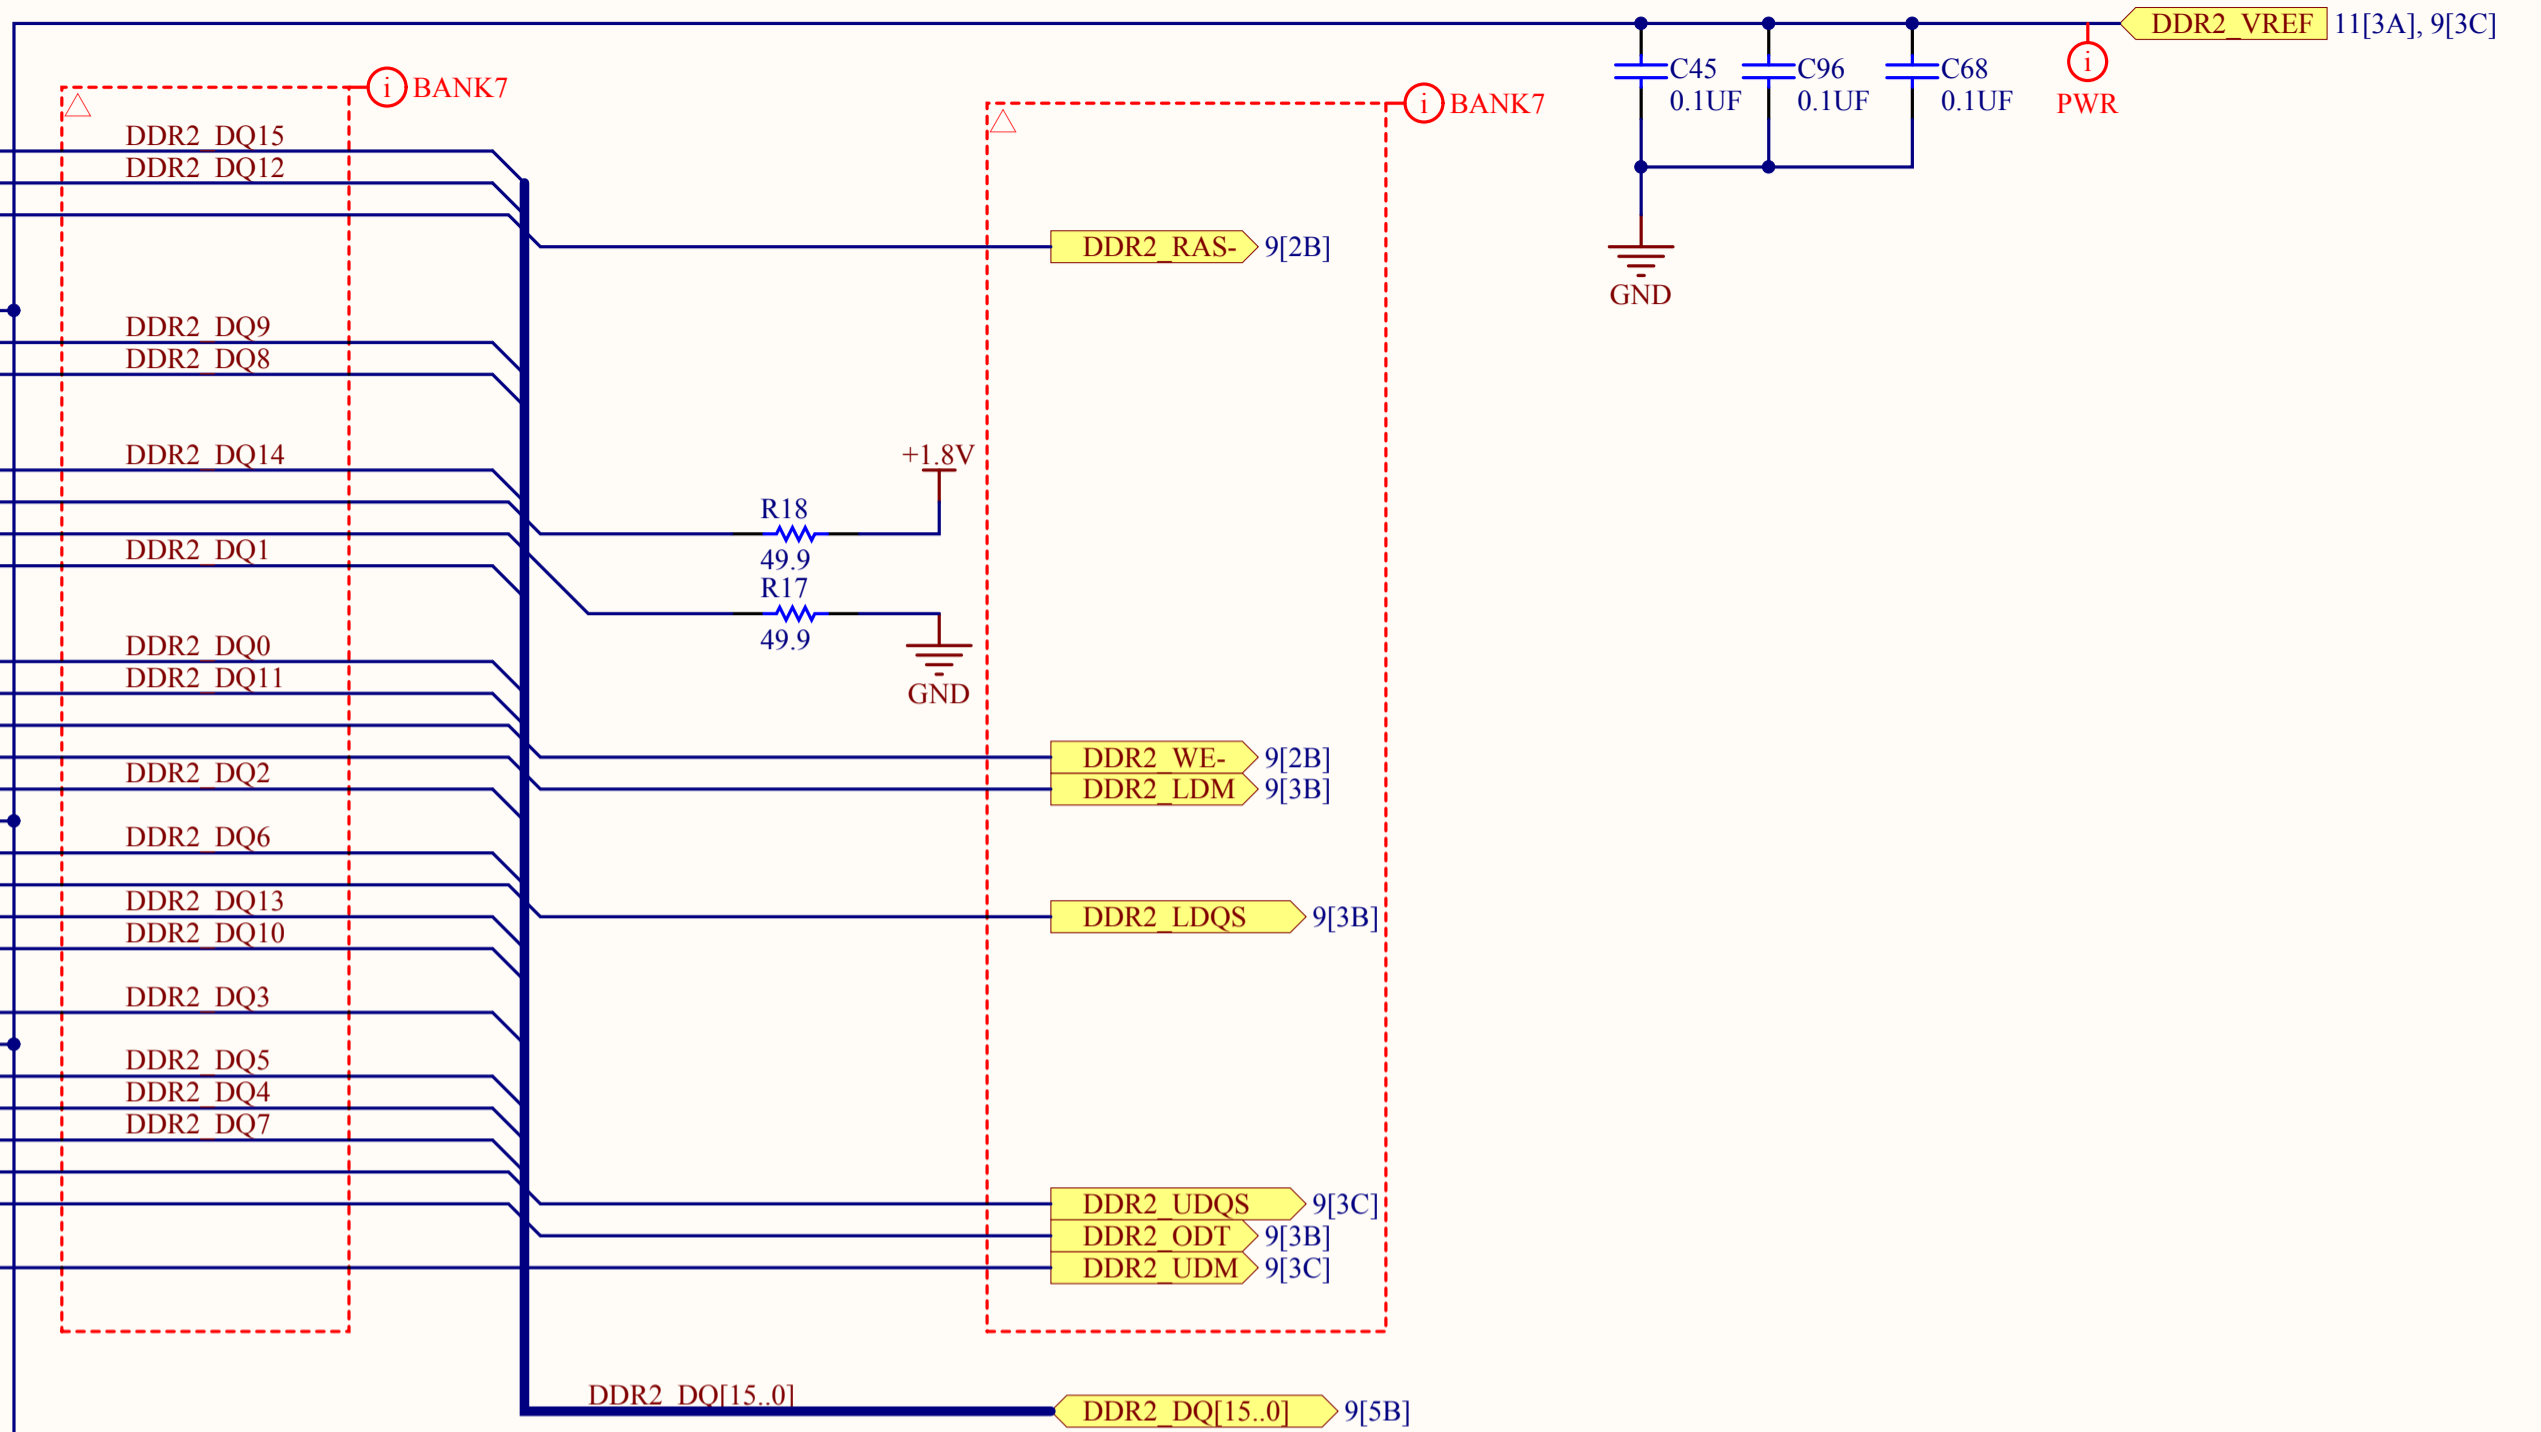 DDR2_VREF 11[3A], 9[3C]
C45
0.1UF
C96
0.1UF
C68
0.1UF
i
PWR
GND
i BANK7
i BANK7
DDR2_DQ15
DDR2_DQ12
DDR2_RAS- 9[2B]
DDR2_DQ9
DDR2_DQ8
DDR2_DQ14
+1.8V
R18
49.9
DDR2_DQ1
R17
49.9
GND
DDR2_DQ0
DDR2_DQ11
DDR2_WE- 9[2B]
DDR2_LDM 9[3B]
DDR2_DQ2
DDR2_DQ6
DDR2_DQ13
DDR2_LDQS 9[3B]
DDR2_DQ10
DDR2_DQ3
DDR2_DQ5
DDR2_DQ4
DDR2_DQ7
DDR2_UDQS 9[3C]
DDR2_ODT 9[3B]
DDR2_UDM 9[3C]
DDR2_DQ[15..0]
DDR2_DQ[15..0] 9[5B]